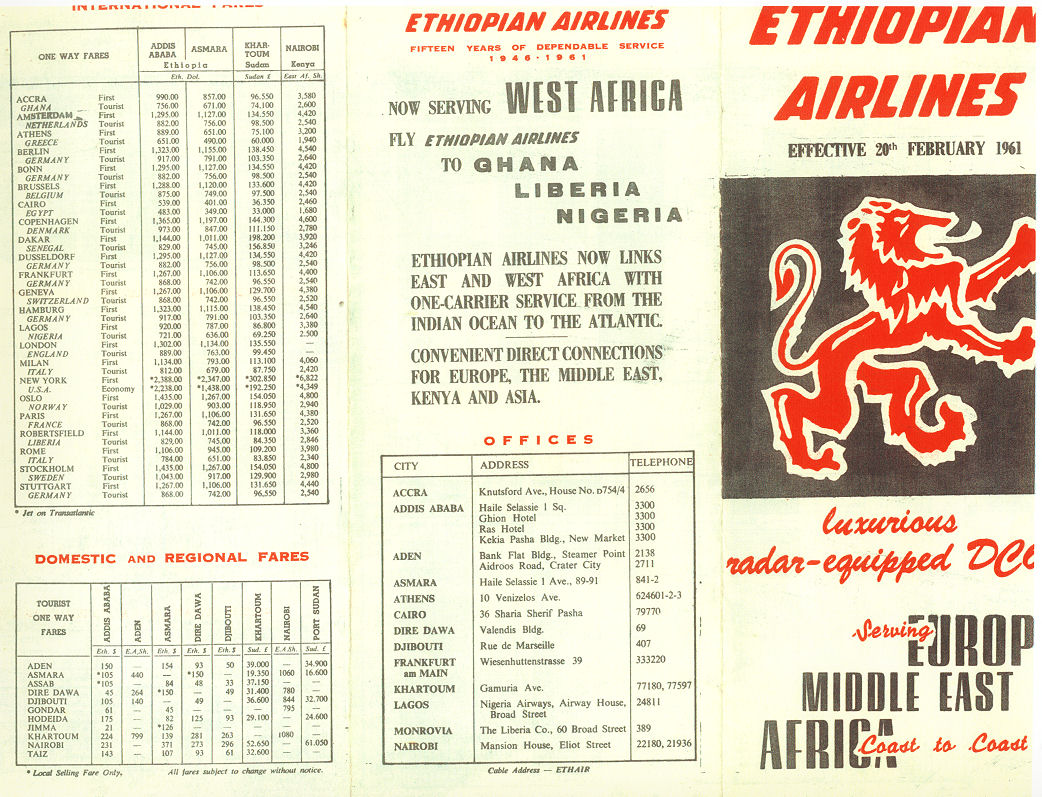 INTERNATIONAL FARES
ONE WAY FARES ADDIS ABABA ASMARA KHAR-TOUM NAIROBI
Ethiopia Sudan Kenya
Eth. Dol. Sudan £ East Af. Sh.
ACCRA First 990.00 857.00 96.550 3,580
GHANA Tourist 756.00 671.00 74,100 2,600
AMSTERDAM First 1,295.00 1,127.00 134.550 4,420
NETHERLANDS Tourist 882.00 756.00 98.500 2,540
ATHENS First 889.00 651.00 75.100 3,200
GREECE Tourist 651.00 490.00 60.000 1,940
BERLIN First 1,323.00 1,155.00 138.450 4,540
GERMANY Tourist 917.00 791.00 103.350 2,640
BONN First 1,295.00 1,127.00 134.550 4,420
GERMANY Tourist 882.00 756.00 98.500 2,540
BRUSSELS First 1,288.00 1,120.00 133.600 4,420
BELGIUM Tourist 875.00 749.00 97.500 2,540
CAIRO First 539.00 401.00 36.350 2,460
EGYPT Tourist 483.00 349.00 33.000 1,680
COPENHAGEN First 1,365.00 1,197.00 144.300 4,600
DENMARK Tourist 973.00 847.00 111.150 2,780
DAKAR First 1,144.00 1,011.00 198.200 3,920
SENEGAL Tourist 829.00 745.00 156.850 3,246
DUSSELDORF First 1,295.00 1,127.00 134.550 4,420
GERMANY Tourist 882.00 756.00 98.500 2,540
FRANKFURT First 1,267.00 1,106.00 113.650 4,400
GERMANY Tourist 868.00 742.00 96.550 2,540
GENEVA First 1,267.00 1,106.00 129.700 4,380
SWITZERLAND Tourist 868.00 742.00 96.550 2,520
HAMBURG First 1,323.00 1,115.00 138.450 4,540
GERMANY Tourist 917.00 791.00 103.350 2,640
LAGOS First 920.00 787.00 86.800 3,380
NIGERIA Tourist 721.00 636.00 69.250 2.500
LONDON First 1,302.00 1,134.00 135.550 —
ENGLAND Tourist 889.00 763.00 99.450 —
MILAN First 1,134.00 793.00 113.100 4,060
ITALY Tourist 812.00 679.00 87.750 2,420
NEW YORK First *2,388.00 *2,347.00 *302.850 *6,822
U.S.A. Economy *2,238.00 *1,438.00 *192.250 *4,349
OSLO First 1,435.00 1,267.00 154.050 4,800
NORWAY Tourist 1,029.00 903.00 118.950 2,940
PARIS First 1,267.00 1,106.00 131.650 4,380
FRANCE Tourist 868.00 742.00 96.550 2,520
ROBERTSFIELD First 1,144.00 1,011.00 118.000 3,360
LIBERIA Tourist 829.00 745.00 84.350 2,846
ROME First 1,106.00 945.00 109.200 3,980
ITALY Tourist 784.00 651.00 83.850 2,340
STOCKHOLM First 1,435.00 1,267.00 154.050 4,800
SWEDEN Tourist 1,043.00 917.00 129.900 2,980
STUTTGART First 1,267.00 1,106.00 131.650 4,440
GERMANY Tourist 868.00 742.00 96,550 2,540
* Jet on Transatlantic
DOMESTIC AND REGIONAL FARES
TOURIST ONE WAY FARES ADDIS ABABA ADEN ASMARA DIRE DAWA DJIBOUTI KHARTOUM NAIROBI PORT SUDAN
Eth. $ E.A.Sh. Eth. $ Eth. $ Eth. $ Sud. £ E.A.Sh. Sud. £
ADEN 150 — 154 93 50 39.000 — 34.900
ASMARA *105 440 — *150 — 19.350 1060 16.600
ASSAB *105 — 84 48 33 37.150 —
DIRE DAWA 45 264 *150 — 49 31.400 780
DJIBOUTI 105 140 — 49 — 36.600 844 32.700
GONDAR 61 — 45 — 795 —
HODEIDA 175 — 82 125 93 29.100 — 24.600
JIMMA 21 — *126 — — — —
KHARTOUM 224 799 139 281 263 — 1080 —
NAIROBI 231 — 371 273 296 52.650 — 61.050
TAIZ 143 — 107 93 61 32.600 —
* Local Selling Fare Only, All fares subject to change without notice.
ETHIOPIAN AIRLINES
FIFTEEN YEARS OF DEPENDABLE SERVICE
1946-1961
NOW SERVING WEST AFRICA
FLY ETHIOPIAN AIRLINES
TO GHANA
LIBERIA
NIGERIA
ETHIOPIAN AIRLINES NOW LINKS
EAST AND WEST AFRICA WITH
ONE-CARRIER SERVICE FROM THE
INDIAN OCEAN TO THE ATLANTIC.
CONVENIENT DIRECT CONNECTIONS
FOR EUROPE, THE MIDDLE EAST,
KENYA AND ASIA.
OFFICES
CITY ADDRESS TELEPHONE
ACCRA Knutsford Ave., House No. D754/4 2656
ADDIS ABABA Haile Selassie 1 Sq. 3300
Ghion Hotel 3300
Ras Hotel 3300
Kekia Pasha Bldg., New Market 3300
ADEN Bank Flat Bldg., Steamer Point 2138
Aidroos Road, Crater City 2711
ASMARA Haile Selassie 1 Ave., 89-91 841-2
ATHENS 10 Venizelos Ave. 624601-2-3
CAIRO 36 Sharia Sherif Pasha 79770
DIRE DAWA Valendis Bldg. 69
DJIBOUTI Rue de Marseille 407
FRANKFURT am MAIN Wiesenhuttenstrasse 39 333220
KHARTOUM Gamuria Ave. 77180, 77597
LAGOS Nigeria Airways, Airway House, 24811
Broad Street
MONROVIA The Liberia Co., 60 Broad Street 389
NAIROBI Mansion House, Eliot Street 22180, 21936
Cable Address — ETHAIR
ETHIOPIAN
AIRLINES
EFFECTIVE 20th FEBRUARY 1961
luxurious
radar-equipped DC6
Serving EUROP
MIDDLE EAST
AFRICA Coast to Coast